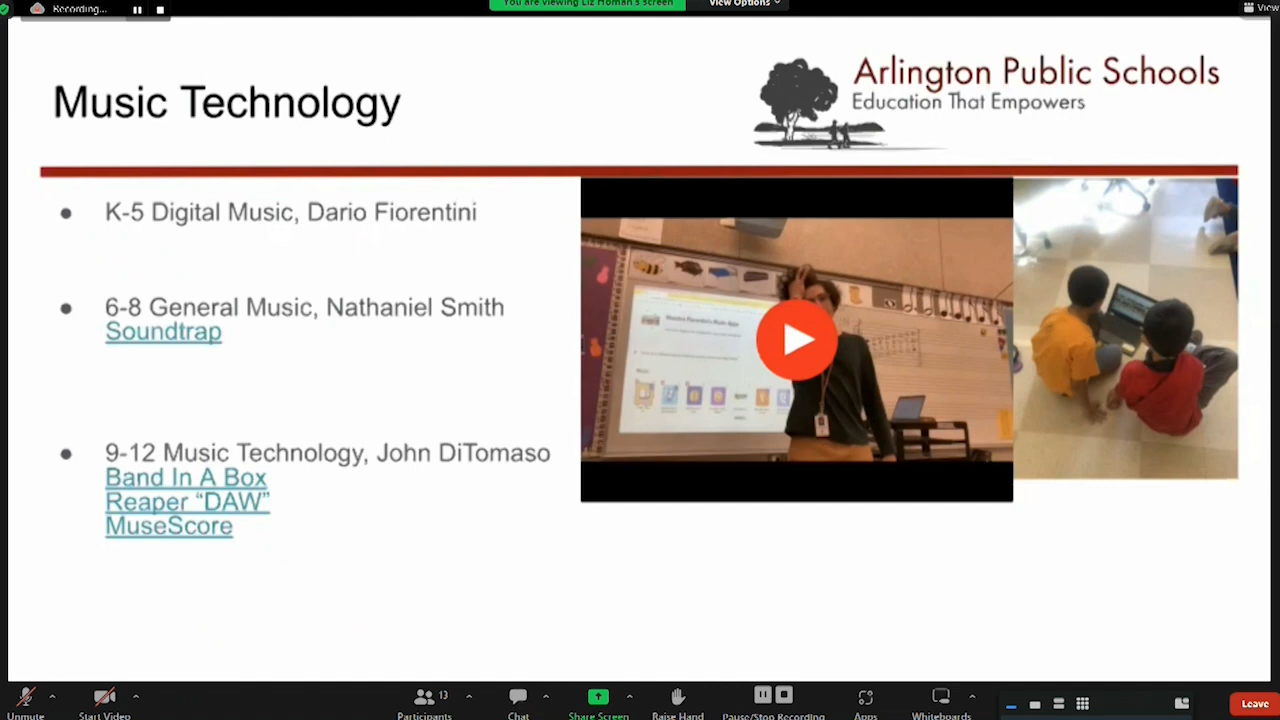 Recording...
You are viewing Liz Homan's screen
View Options
View
Music Technology
Arlington Public Schools
Education That Empowers
K-5 Digital Music, Dario Fiorentini
6-8 General Music, Nathaniel Smith
Soundtrap
9-12 Music Technology, John DiTomaso
Band In A Box
Reaper “DAW”
MuseScore
Unmute
Start Video
13
Participants
Chat
Share Screen
Raise Hand
Pause/Stop Recording
Apps
Whiteboards
Leave